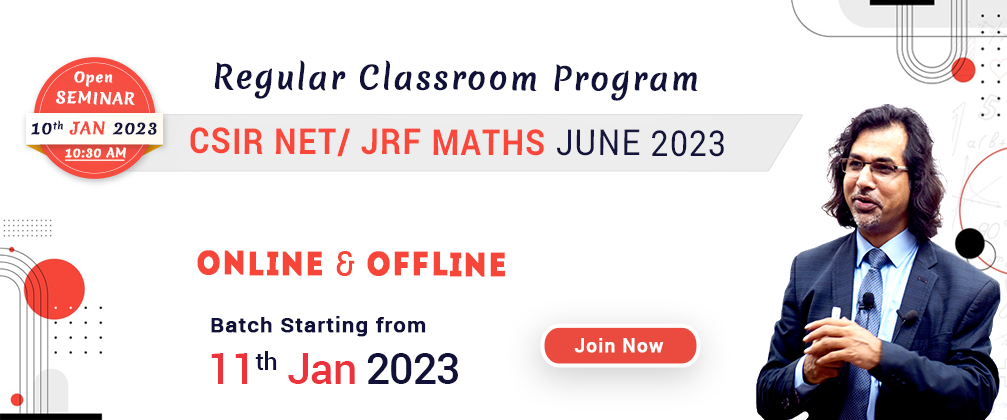 Open
SEMINAR
10th JAN 2023
10:30 AM
Regular Classroom Program
CSIR NET/ JRF MATHS JUNE 2023
ONLINE & OFFLINE
Batch Starting from
11th Jan 2023
Join Now